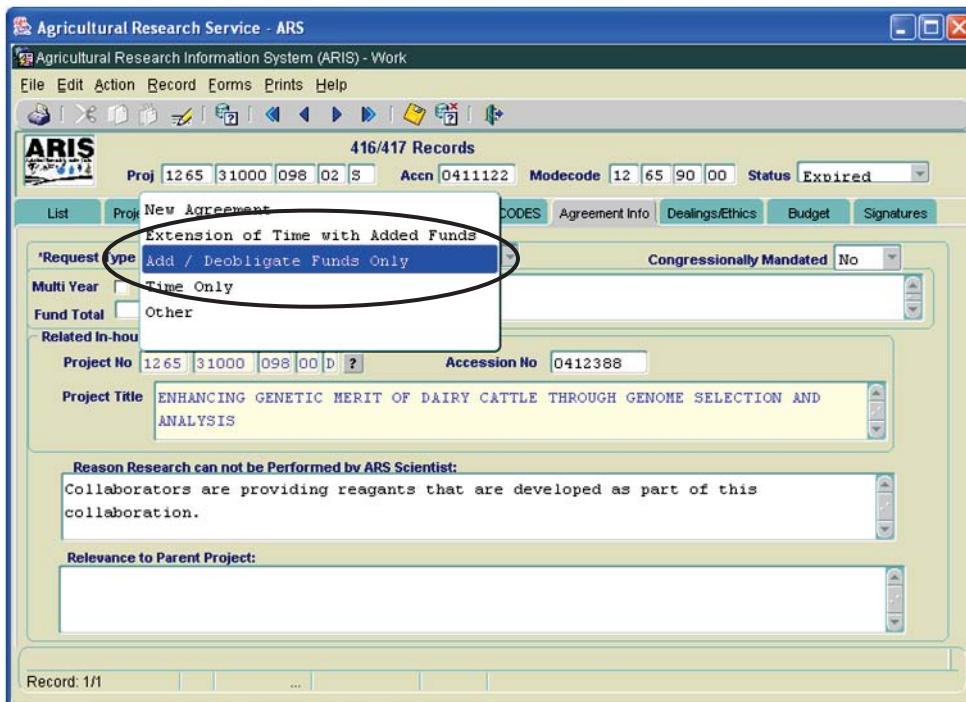 Agricultural Research Service - ARS
Agricultural Research Information System (ARIS) - Work
File Edit Action Record Forms Prints Help
ARIS
416/417 Records
Proj 1265 31000 098 02 S Accn 0411122 Modecode 12 65 90 00 Status Expired
List Proj CODES Agreement Info Dealings/Ethics Budget Signatures
New Agreement
Extension of Time with Added Funds
*Request Type Add / Deobligate Funds Only Congressionally Mandated No
Multi Year Time Only
Fund Total Other
Related In-hou
Project No 1265 31000 098 00 D ? Accession No 0412388
Project Title ENHANCING GENETIC MERIT OF DAIRY CATTLE THROUGH GENOME SELECTION AND
ANALYSIS
Reason Research can not be Performed by ARS Scientist:
Collaborators are providing reagants that are developed as part of this
collaboration.
Relevance to Parent Project:
Record: 1/1 ...